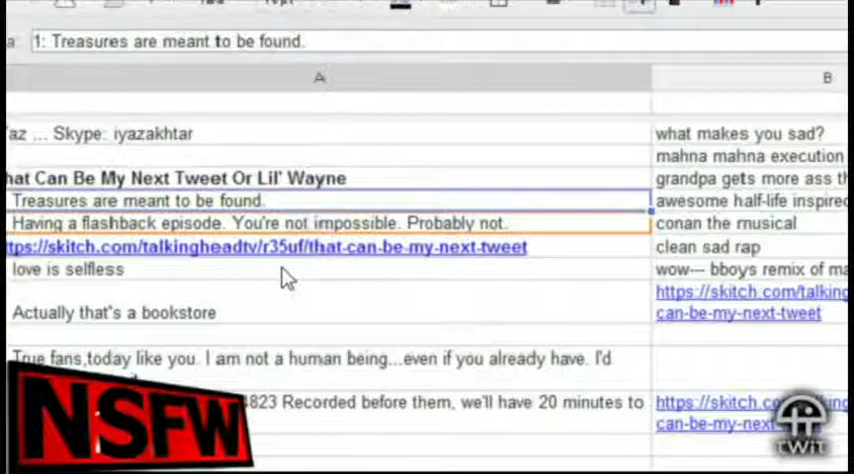 1: Treasures are meant to be found.
A
B
Yaz ... Skype: iyazakhtar
what makes you sad?
mahna mahna execution
hat Can Be My Next Tweet Or Lil' Wayne
grandpa gets more ass th
Treasures are meant to be found.
awesome half-life inspired
Having a flashback episode. You're not impossible. Probably not.
conan the musical
tps://skitch.com/talkingheadtv/r35uf/that-can-be-my-next-tweet
clean sad rap
love is selfless
wow--- bboys remix of ma
https://skitch.com/talking
Actually that's a bookstore
can-be-my-next-tweet
True fans,today like you. I am not a human being...even if you already have. I'd
4823 Recorded before them, we'll have 20 minutes to
https://skitch.co
can-be-my-next-tweet
NSFW
TWiT